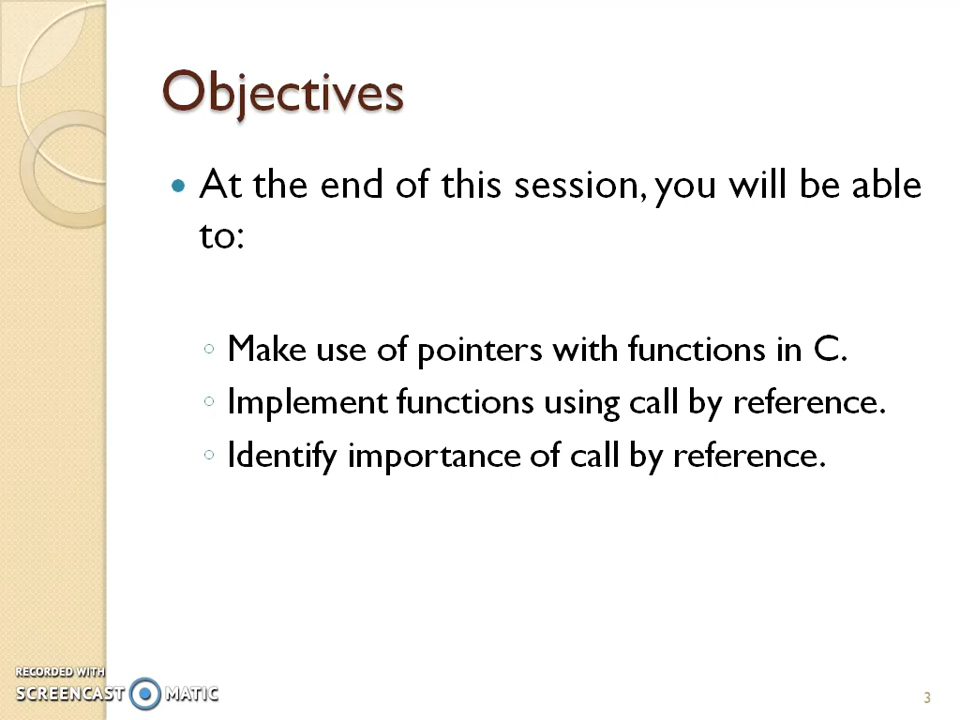 Objectives
At the end of this session, you will be able
to:
Make use of pointers with functions in C.
Implement functions using call by reference.
Identify importance of call by reference.
RECORDED WITH
SCREENCAST MATIC
3